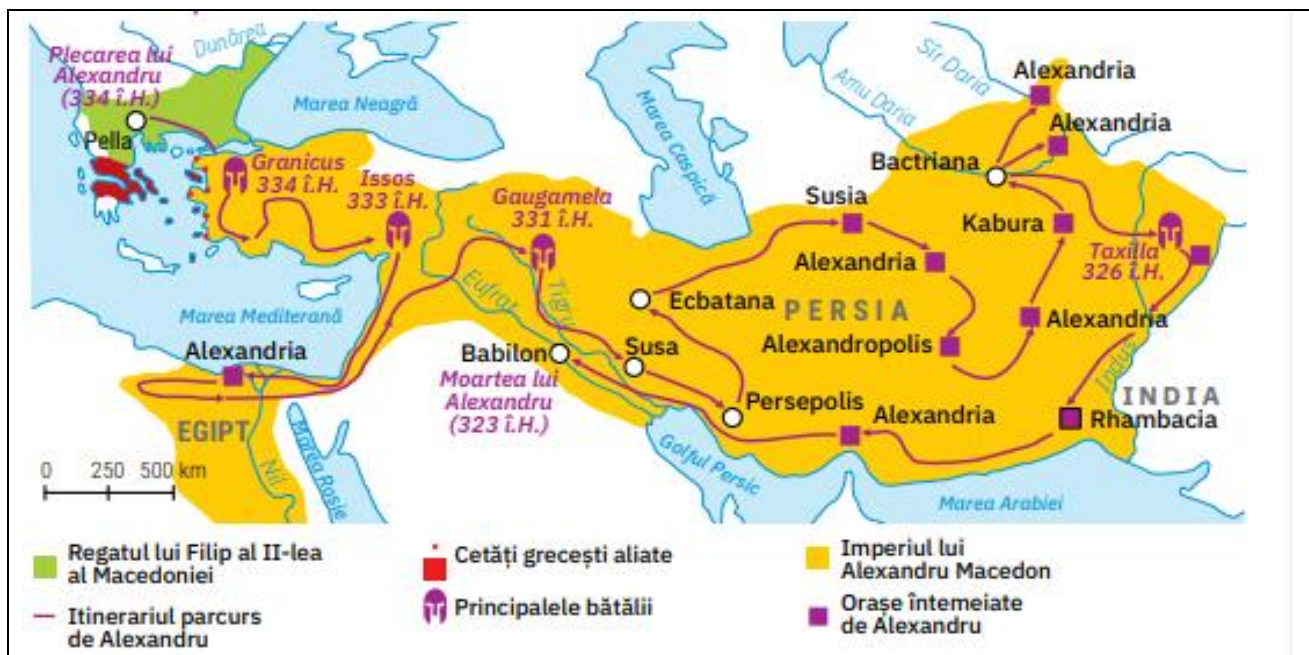 Dunărea
Plecarea lui
Alexandru
(334 î.H.)
Pella
Marea Neagră
Granicus
334 î.H.
Issos
333 î.H.
Gaugamela
331 î.H.
Marea Caspică
Amu Daria
Sîr Daria
Alexandria
Alexandria
Bactriana
Susia
Kabura
Taxilla
326 î.H.
Alexandria
Ecbatana
PERSIA
Alexandria
Alexandropolis
Marea Mediterană
Alexandria
Eufrat
Tigru
Babilon
Susa
Moartea lui
Alexandru
(323 î.H.)
Persepolis
Alexandria
Indus
INDIA
Rhambacia
EGIPT
Nil
Marea Roșie
Golful Persic
Marea Arabiei
0 250 500 km
Regatul lui Filip al II-lea
al Macedoniei
Itinerariul parcurs
de Alexandru
Cetăți grecești aliate
Principalele bătălii
Imperiul lui
Alexandru Macedon
Orașe întemeiate
de Alexandru